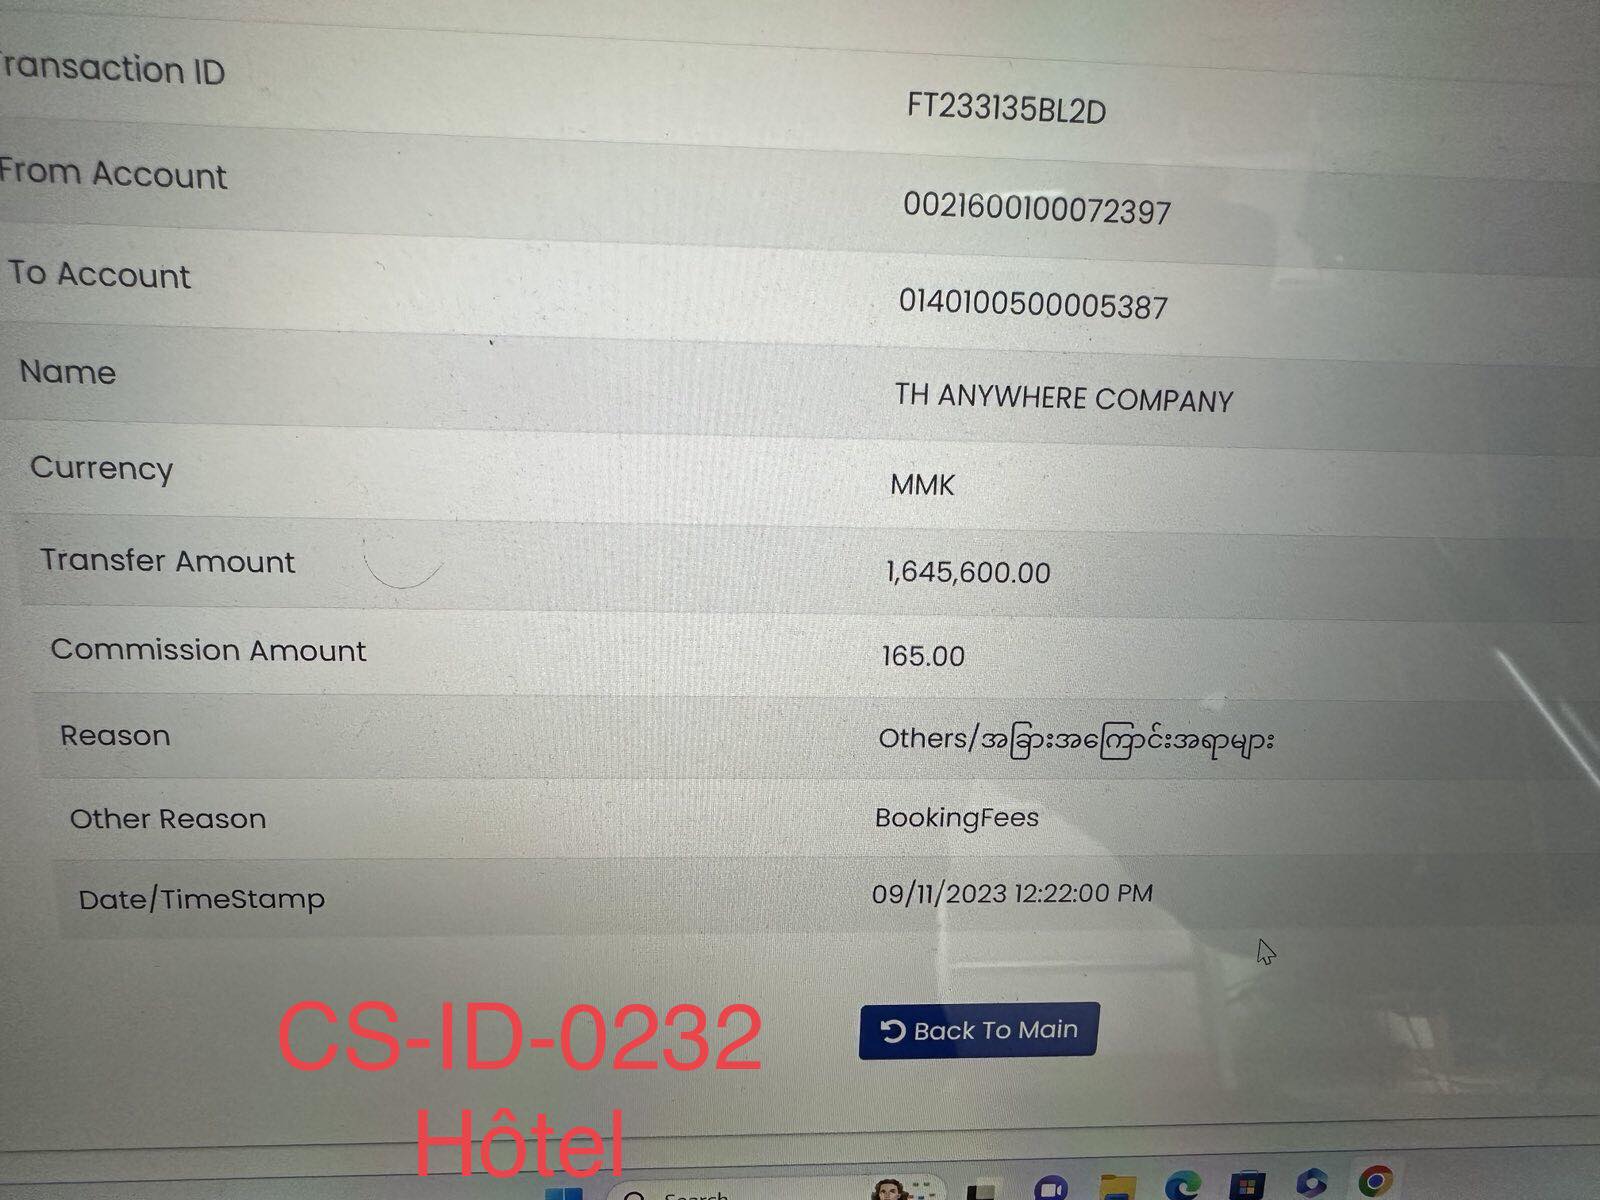 Transaction ID FT233135BL2D
From Account 0021600100072397
To Account 0140100500005387
Name TH ANYWHERE COMPANY
Currency MMK
Transfer Amount 1,645,600.00
Commission Amount 165.00
Reason Others/အခြားအကြောင်းအရာများ
Other Reason BookingFees
Date/TimeStamp 09/11/2023 12:22:00 PM
CS-ID-0232
Back To Main
Hôtel
Search